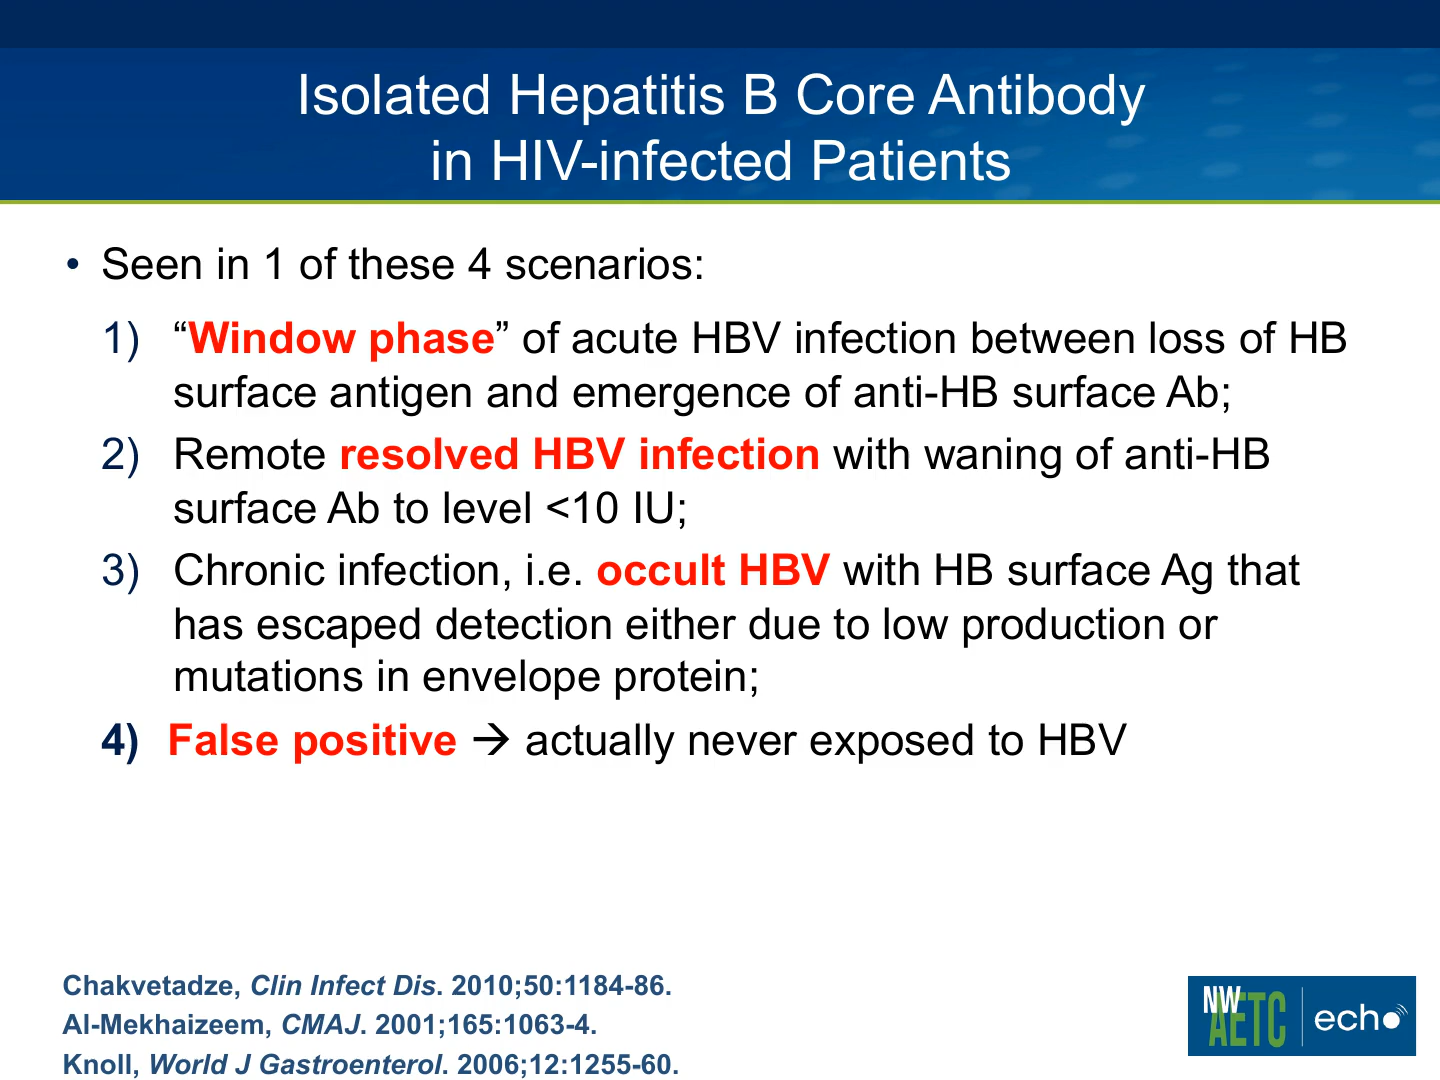 Isolated Hepatitis B Core Antibody
in HIV-infected Patients
• Seen in 1 of these 4 scenarios:
1) “Window phase” of acute HBV infection between loss of HB
surface antigen and emergence of anti-HB surface Ab;
2) Remote resolved HBV infection with waning of anti-HB
surface Ab to level <10 IU;
3) Chronic infection, i.e. occult HBV with HB surface Ag that
has escaped detection either due to low production or
mutations in envelope protein;
4) False positive → actually never exposed to HBV
Chakvetadze, Clin Infect Dis. 2010;50:1184-86.
Al-Mekhaizeem, CMAJ. 2001;165:1063-4.
Knoll, World J Gastroenterol. 2006;12:1255-60.
NW
AETC
echo